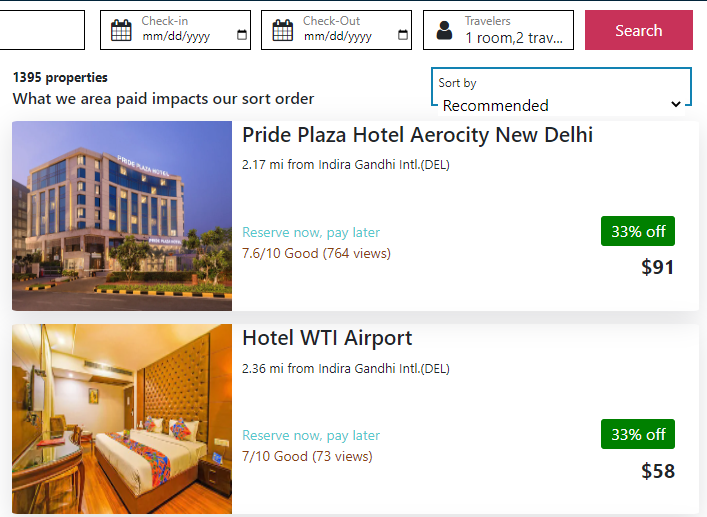 Check-in
mm/dd/yyyy
Check-Out
mm/dd/yyyy
Travelers
1 room,2 trav...
Search
1395 properties
What we area paid impacts our sort order
Sort by
Recommended
PRIDE PLAZA HOTEL
PRIDE PLAZA HOTEL
Pride Plaza Hotel Aerocity New Delhi
2.17 mi from Indira Gandhi Intl.(DEL)
Reserve now, pay later
7.6/10 Good (764 views)
33% off
$91
Hotel WTI Airport
2.36 mi from Indira Gandhi Intl.(DEL)
Reserve now, pay later
7/10 Good (73 views)
33% off
$58